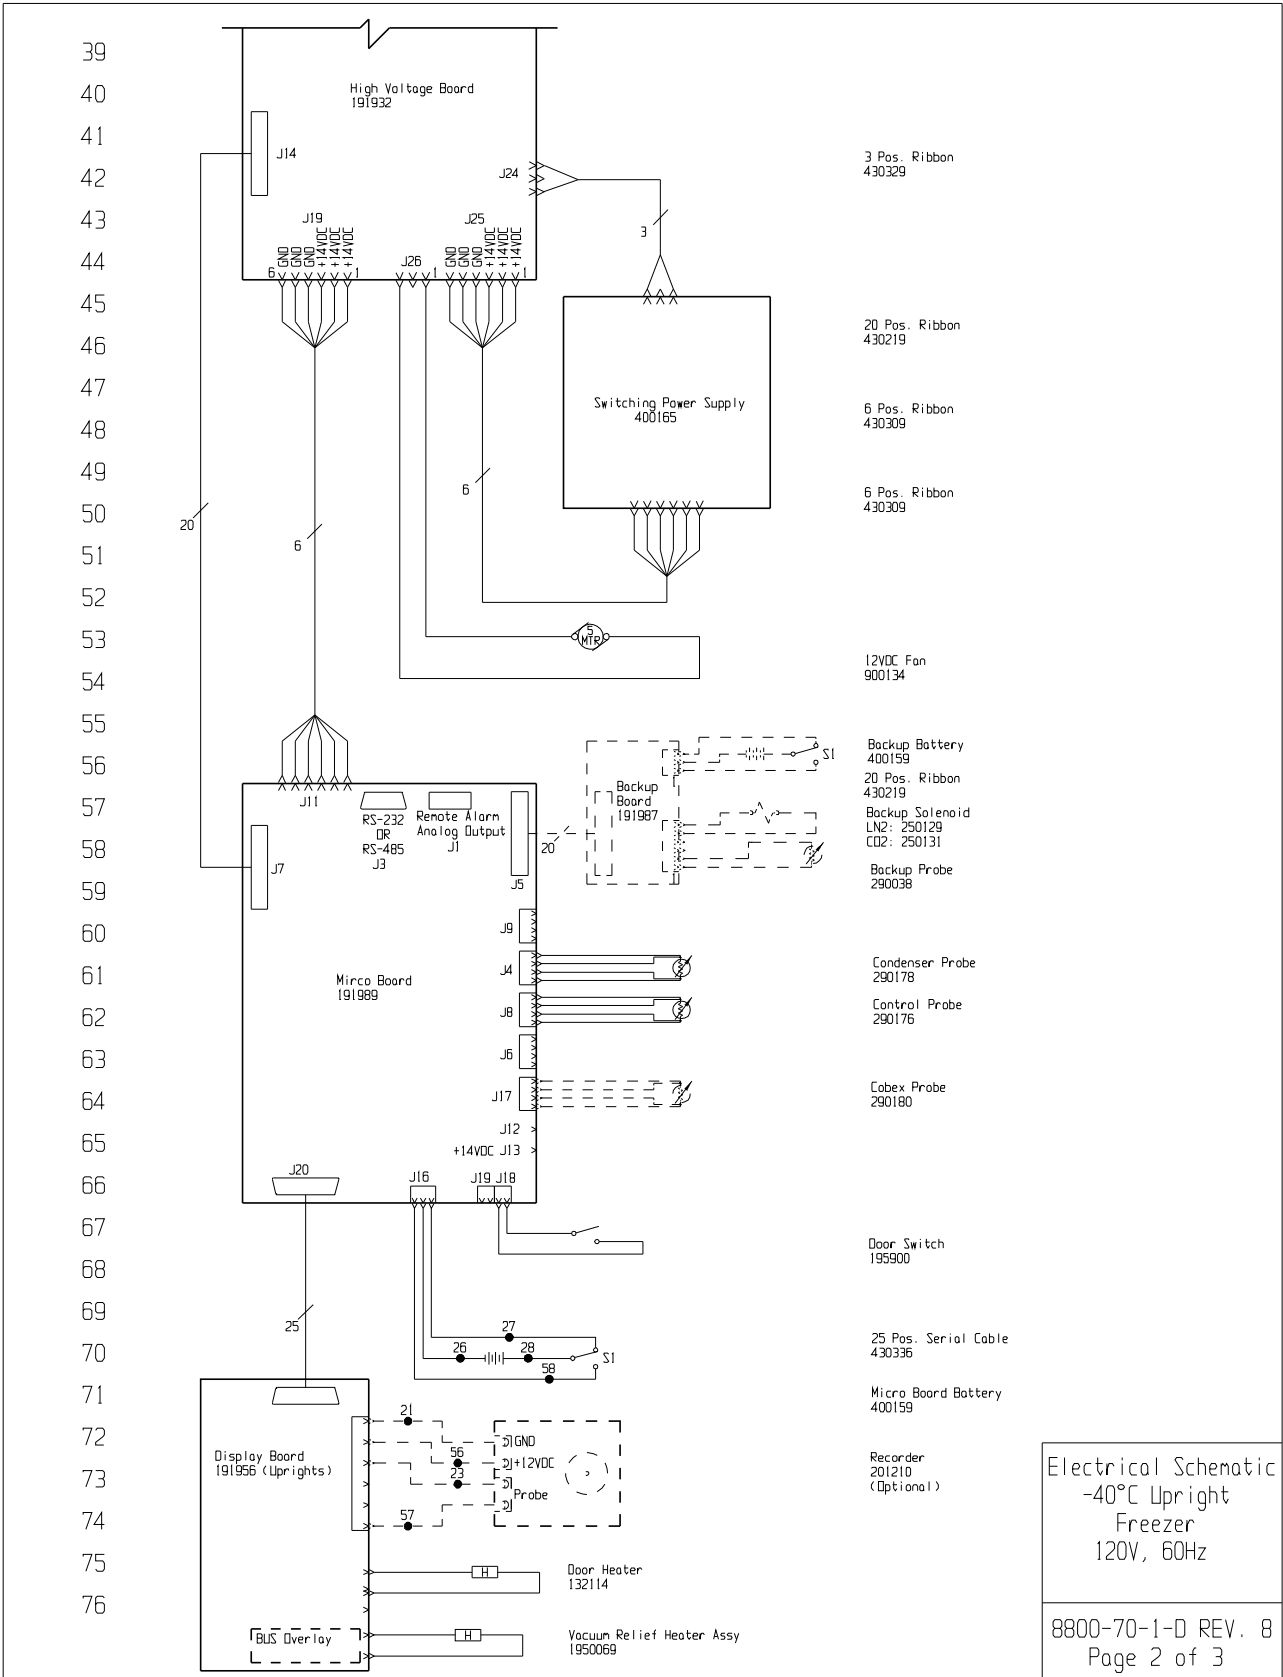 39
40
41
42
43
44
45
46
47
48
49
50
51
52
53
54
55
56
57
58
59
60
61
62
63
64
65
66
67
68
69
70
71
72
73
74
75
76
High Voltage Board
191932
J14
J24
J19
J25
GND
GND
GND
+14VDC
+14VDC
+14VDC
J26
GND
GND
GND
+14VDC
+14VDC
+14VDC
6
1
1
1
3
3 Pos. Ribbon
430329
20 Pos. Ribbon
430219
Switching Power Supply
400165
6 Pos. Ribbon
430309
6
6 Pos. Ribbon
430309
20
6
5
MTR
12VDC Fan
900134
S1
Backup Battery
400159
20 Pos. Ribbon
430219
Backup
Board
191987
1
J11
RS-232
OR
RS-485
J3
Remote Alarm
Analog Output
J1
20
Backup Solenoid
LN2: 250129
CO2: 250131
J7
J5
1
Backup Probe
290038
J9
J4
Condenser Probe
290178
Mirco Board
191989
J8
Control Probe
290176
J6
J17
Cobex Probe
290180
J12
+14VDC J13
J20
J16
J19 J18
Door Switch
195900
25
27
26
28
S1
58
25 Pos. Serial Cable
430336
Micro Board Battery
400159
21
GND
Display Board
191956 (Uprights)
56
+12VDC
23
Probe
57
Recorder
201210
(Optional)
H
Door Heater
132114
BUS Overlay
H
Vacuum Relief Heater Assy
1950069
Electrical Schematic
-40°C Upright
Freezer
120V, 60Hz
8800-70-1-D REV. 8
Page 2 of 3